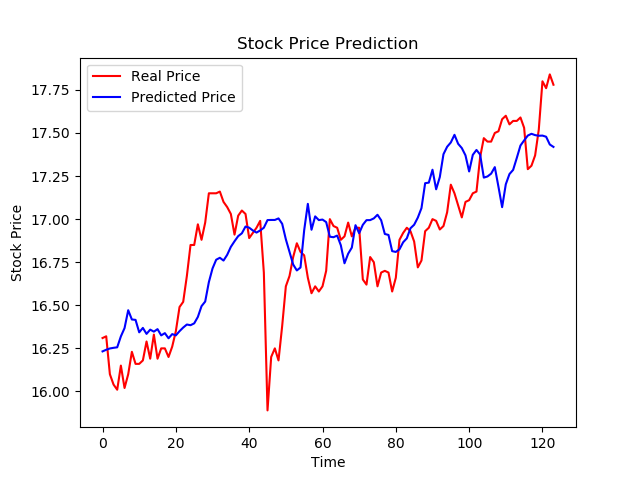 Stock Price Prediction
Real Price
Predicted Price
17.75
17.50
17.25
17.00
16.75
16.50
16.25
16.00
Stock Price
0 20 40 60 80 100 120
Time